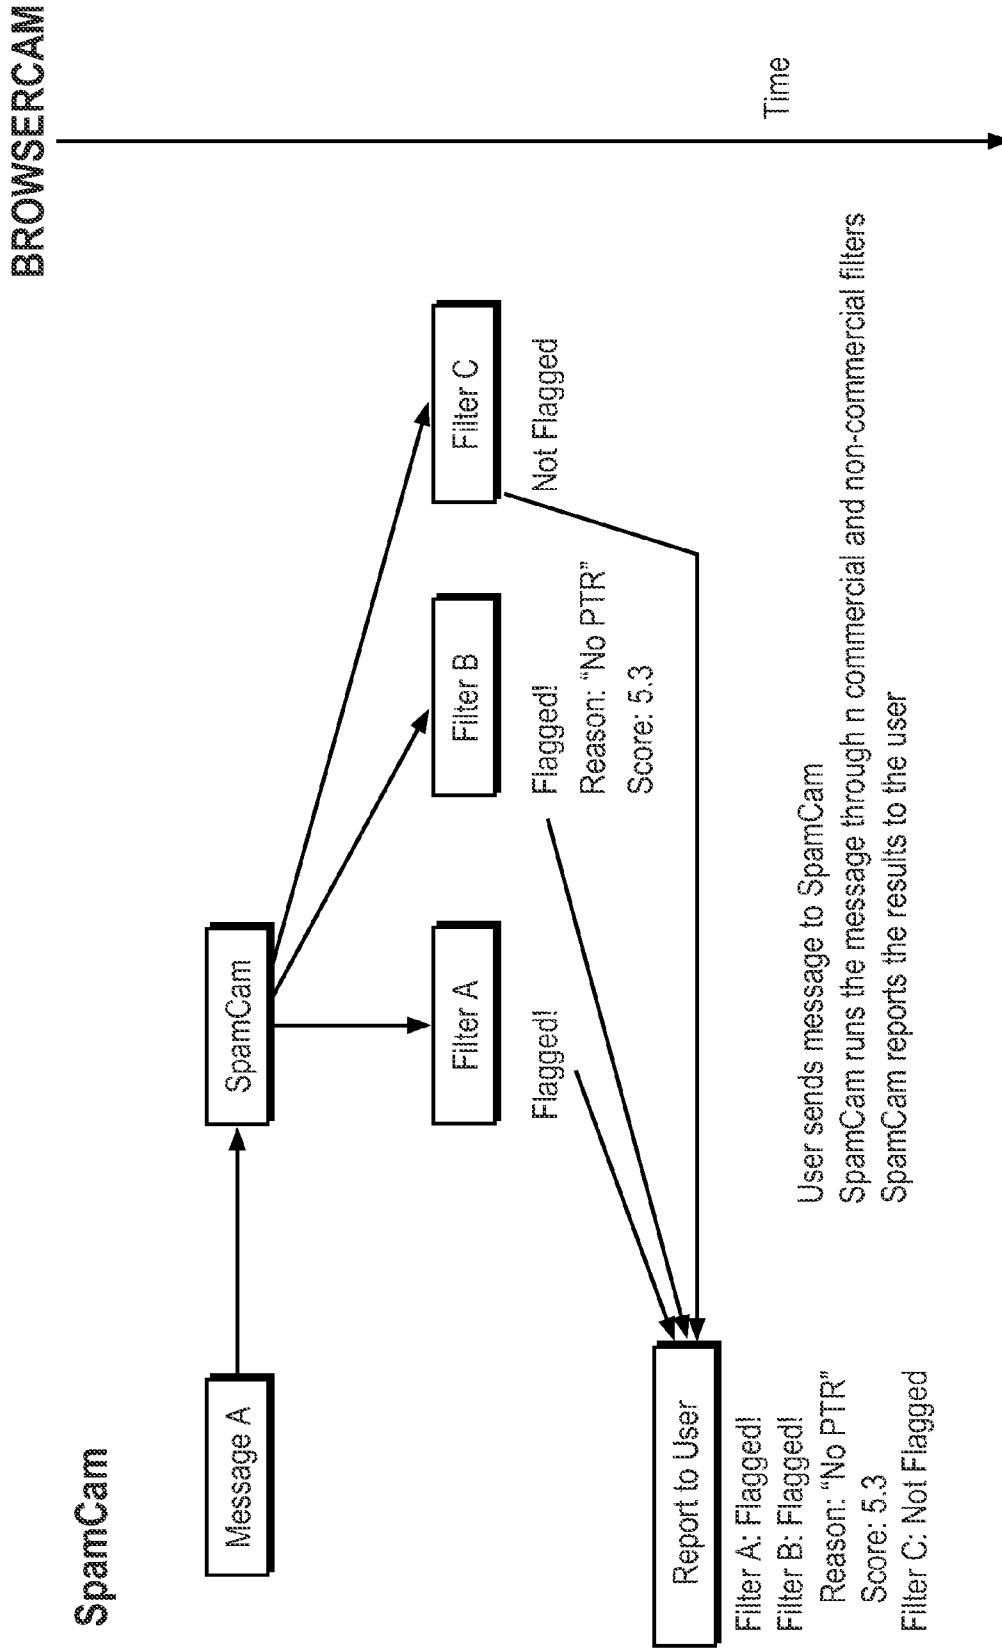 SpamCam
BROWSERCAM
Message A
SpamCam
Filter A
Filter B
Filter C
Flagged!
Flagged!
Reason: “No PTR”
Score: 5.3
Not Flagged
Report to User
Filter A: Flagged!
Filter B: Flagged!
Reason: “No PTR”
Score: 5.3
Filter C: Not Flagged
User sends message to SpamCam
SpamCam runs the message through n commercial and non-commercial filters
SpamCam reports the results to the user
Time